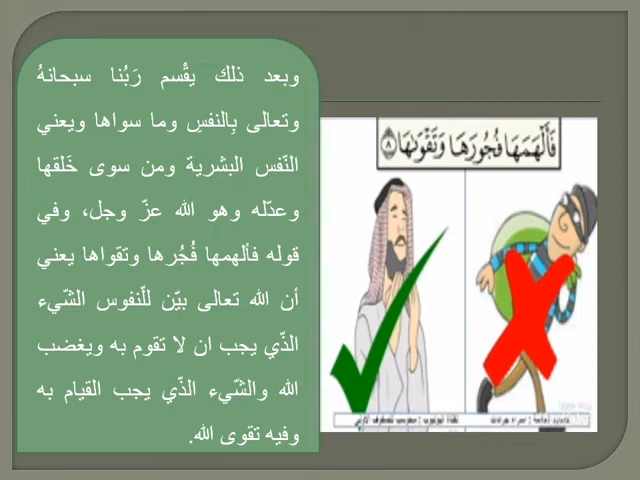 وبعد ذلك يقْسم رَبُنا سبحانهُ
وتعالى بِالنفسِ وما سواها ويعني
النّفس البشرية ومن سوى خَلقها
وعدّله وهو الله عزّ وجل، وفي
قوله فألهمها فُجُرها وتقواها يعني
أن الله تعالى بيّن للّنفوس الشّيء
الذّي يجب ان لا تقوم به ويغضب
الله والشّيء الذّي يجب القيام به
وفيه تقوى الله.
فَأَلْهَمَهَا فُجُورَهَا وَتَقْوَىٰهَا ٨